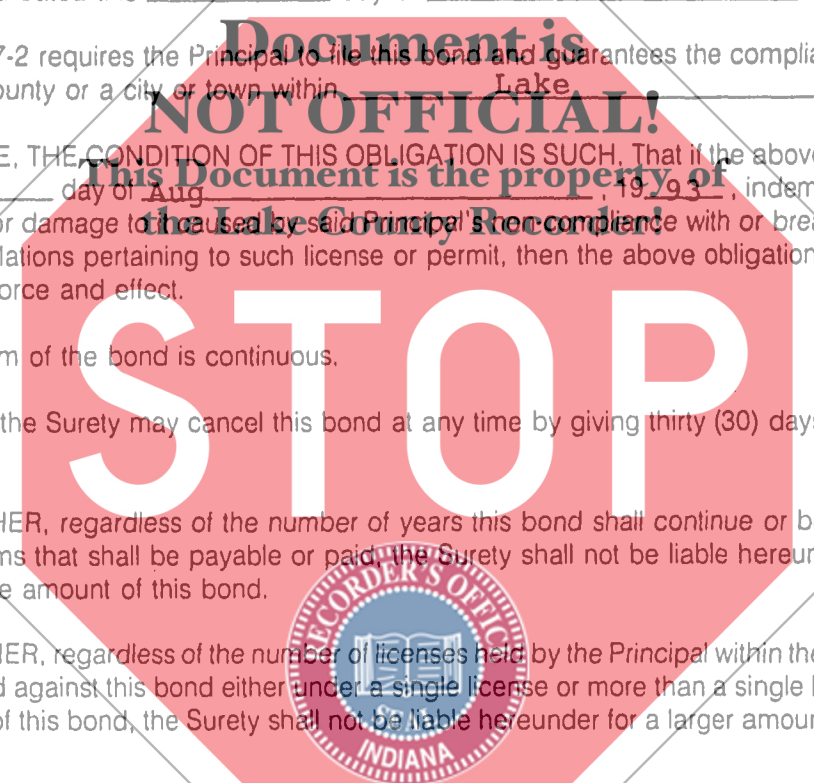 Document is
7-2 requires the Principal to file this bond and guarantees the complia
ounty or a city or town within Lake
NOT OFFICIAL!
E, THE CONDITION OF THIS OBLIGATION IS SUCH, That if the above
This Document is the property of
day of Aug , 19 93 , indem
the Lake County Recorder!
or damage to it caused by said Principal's non-compliance with or brea
lations pertaining to such license or permit, then the above obligation
orce and effect.
STOP
m of the bond is continuous.
the Surety may cancel this bond at any time by giving thirty (30) days
HER, regardless of the number of years this bond shall continue or b
ms that shall be payable or paid, the Surety shall not be liable hereun
e amount of this bond.
RECORDER'S OFFIC
HER, regardless of the number of licenses held by the Principal within the
d against this bond either under a single license or more than a single l
SEAL
of this bond, the Surety shall not be liable hereunder for a larger amoun
INDIANA